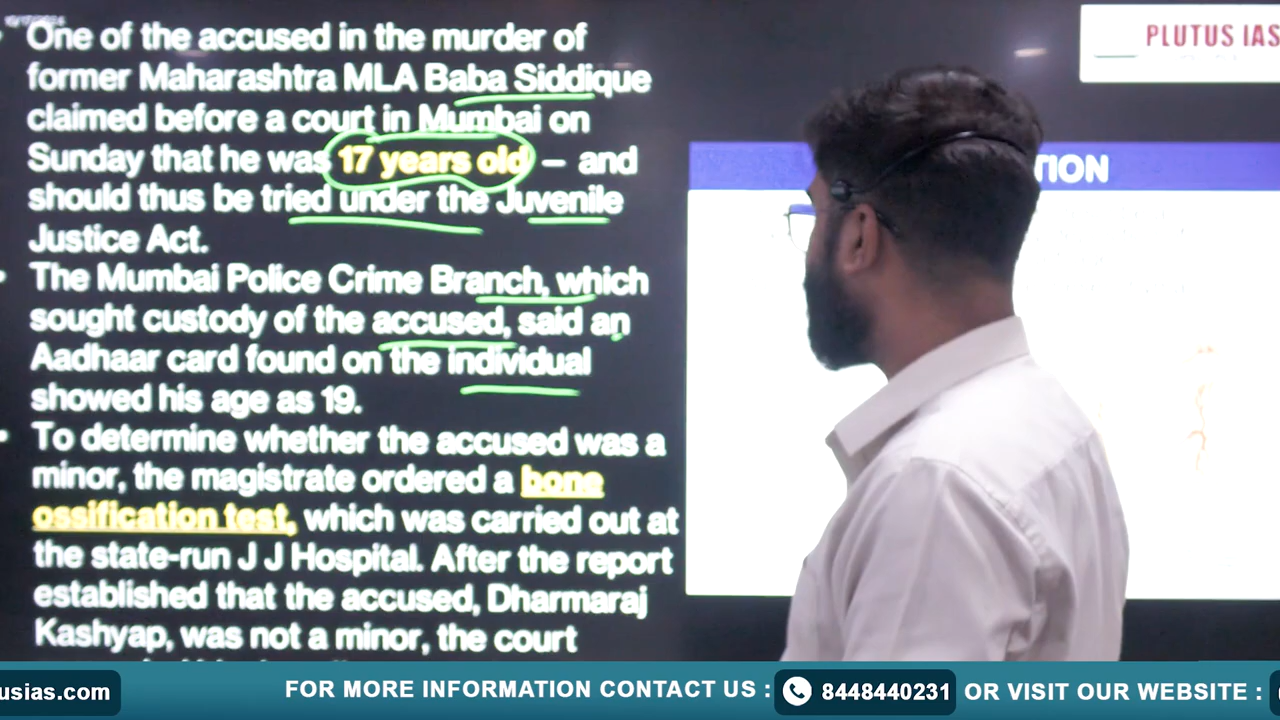 One of the accused in the murder of
former Maharashtra MLA Baba Siddique
claimed before a court in Mumbai on
Sunday that he was 17 years old – and
should thus be tried under the Juvenile
Justice Act.
The Mumbai Police Crime Branch, which
sought custody of the accused, said an
Aadhaar card found on the individual
showed his age as 19.
To determine whether the accused was a
minor, the magistrate ordered a bone
ossification test, which was carried out at
the state-run J J Hospital. After the report
established that the accused, Dharmaraj
Kashyap, was not a minor, the court
PLUTUS IAS
TION
usias.com
FOR MORE INFORMATION CONTACT US :
8448440231
OR VISIT OUR WEBSITE :